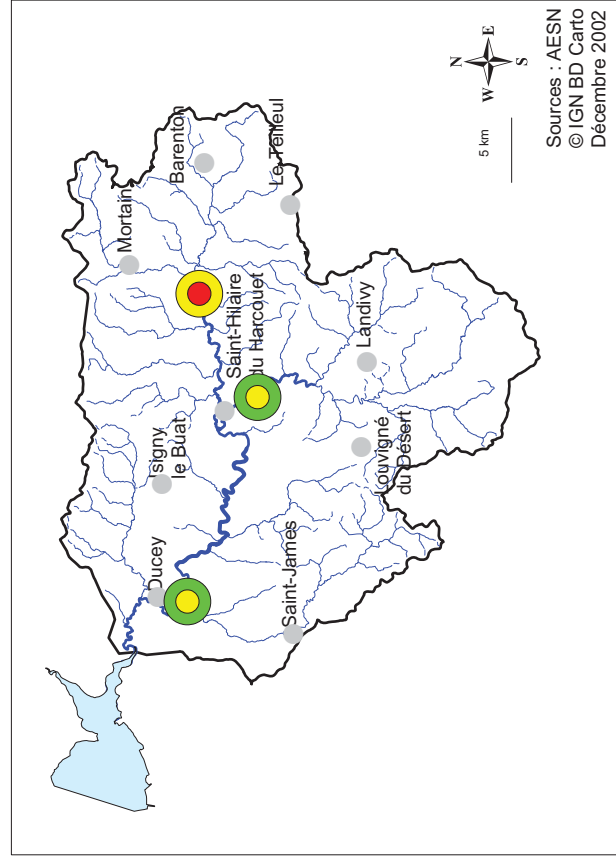 Mortain
Barenton
Le Teilleul
Isigny
le Buat
Saint-Hilaire
du Harcouet
Ducey
Landivy
Louvigné
du Désert
Saint-James
N
W
E
S
5 km
Sources : AESN
© IGN BD Carto
Décembre 2002